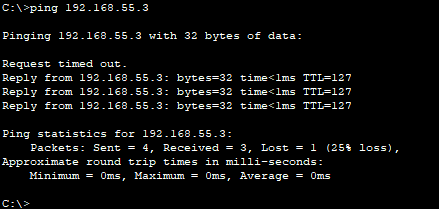 C:\>ping 192.168.55.3
Pinging 192.168.55.3 with 32 bytes of data:
Request timed out.
Reply from 192.168.55.3: bytes=32 time<1ms TTL=127
Reply from 192.168.55.3: bytes=32 time<1ms TTL=127
Reply from 192.168.55.3: bytes=32 time<1ms TTL=127
Ping statistics for 192.168.55.3:
Packets: Sent = 4, Received = 3, Lost = 1 (25% loss),
Approximate round trip times in milli-seconds:
Minimum = 0ms, Maximum = 0ms, Average = 0ms
C:\>